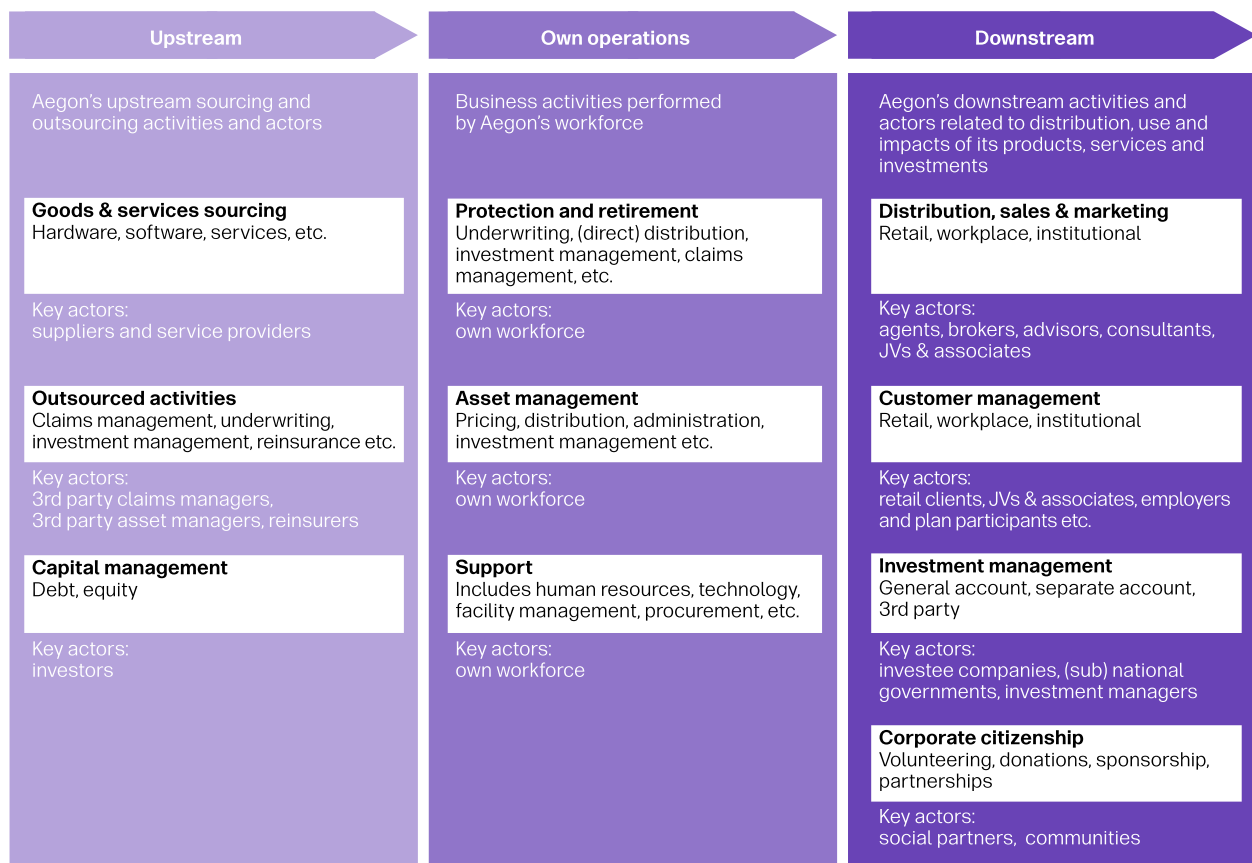 Upstream
Own operations
Downstream
Aegon's upstream sourcing and
outsourcing activities and actors
Goods & services sourcing
Hardware, software, services, etc.
Key actors:
suppliers and service providers
Outsourced activities
Claims management, underwriting,
investment management, reinsurance etc.
Key actors:
3rd party claims managers,
3rd party asset managers, reinsurers
Capital management
Debt, equity
Key actors:
investors
Business activities performed
by Aegon's workforce
Protection and retirement
Underwriting, (direct) distribution,
investment management, claims
management, etc.
Key actors:
own workforce
Asset management
Pricing, distribution, administration,
investment management etc.
Key actors:
own workforce
Support
Includes human resources, technology,
facility management, procurement, etc.
Key actors:
own workforce
Aegon's downstream activities and
actors related to distribution, use and
impacts of its products, services and
investments
Distribution, sales & marketing
Retail, workplace, institutional
Key actors:
agents, brokers, advisors, consultants,
JVs & associates
Customer management
Retail, workplace, institutional
Key actors:
retail clients, JVs & associates, employers
and plan participants etc.
Investment management
General account, separate account,
3rd party
Key actors:
investee companies, (sub) national
governments, investment managers
Corporate citizenship
Volunteering, donations, sponsorship,
partnerships
Key actors:
social partners, communities